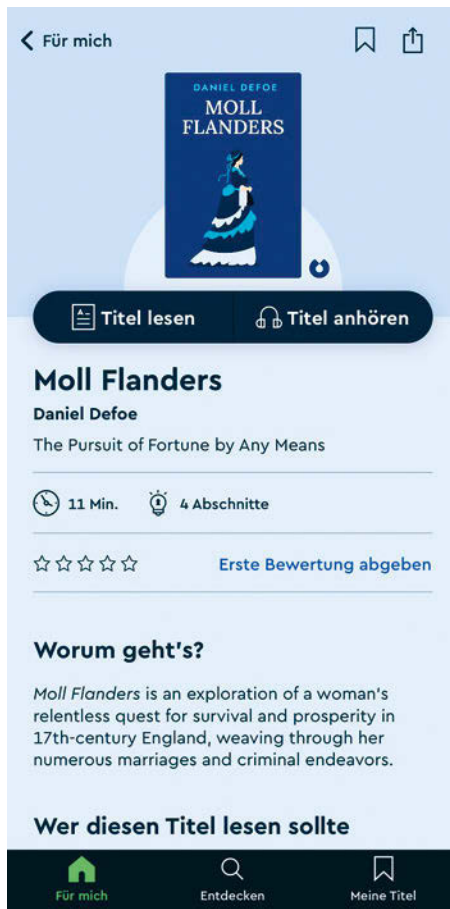 Für mich
DANIEL DEFOE
MOLL
FLANDERS
Titel lesen
Titel anhören
Moll Flanders
Daniel Defoe
The Pursuit of Fortune by Any Means
11 Min.
4 Abschnitte
Erste Bewertung abgeben
Worum geht's?
Moll Flanders is an exploration of a woman's
relentless quest for survival and prosperity in
17th-century England, weaving through her
numerous marriages and criminal endeavors.
Wer diesen Titel lesen sollte
Für mich
Entdecken
Meine Titel